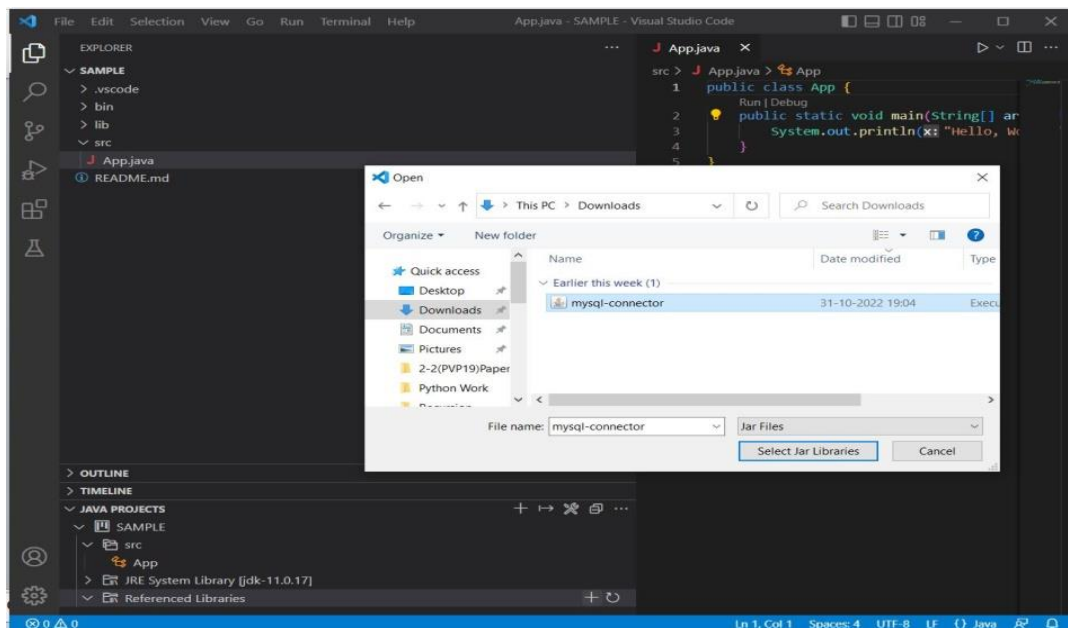 File Edit Selection View Go Run Terminal Help App.java - SAMPLE - Visual Studio Code
EXPLORER
SAMPLE
.vscode
bin
lib
src
J App.java
README.md
OUTLINE
TIMELINE
JAVA PROJECTS
SAMPLE
src
App
JRE System Library [jdk-11.0.17]
Referenced Libraries
J App.java
src > J App.java > App
1 public class App {
Run | Debug
2 public static void main(String[] ar
3 System.out.println(x: "Hello, Wo
4 }
5 }
Open
This PC > Downloads
Search Downloads
Organize New folder
Quick access
Desktop
Downloads
Documents
Pictures
2-2(PVP19)Paper
Python Work
Name Date modified Type
Earlier this week (1)
mysql-connector 31-10-2022 19:04 Execu
File name: mysql-connector Jar Files
Select Jar Libraries Cancel
0 0 Ln 1, Col 1 Spaces: 4 UTF-8 LF {} Java